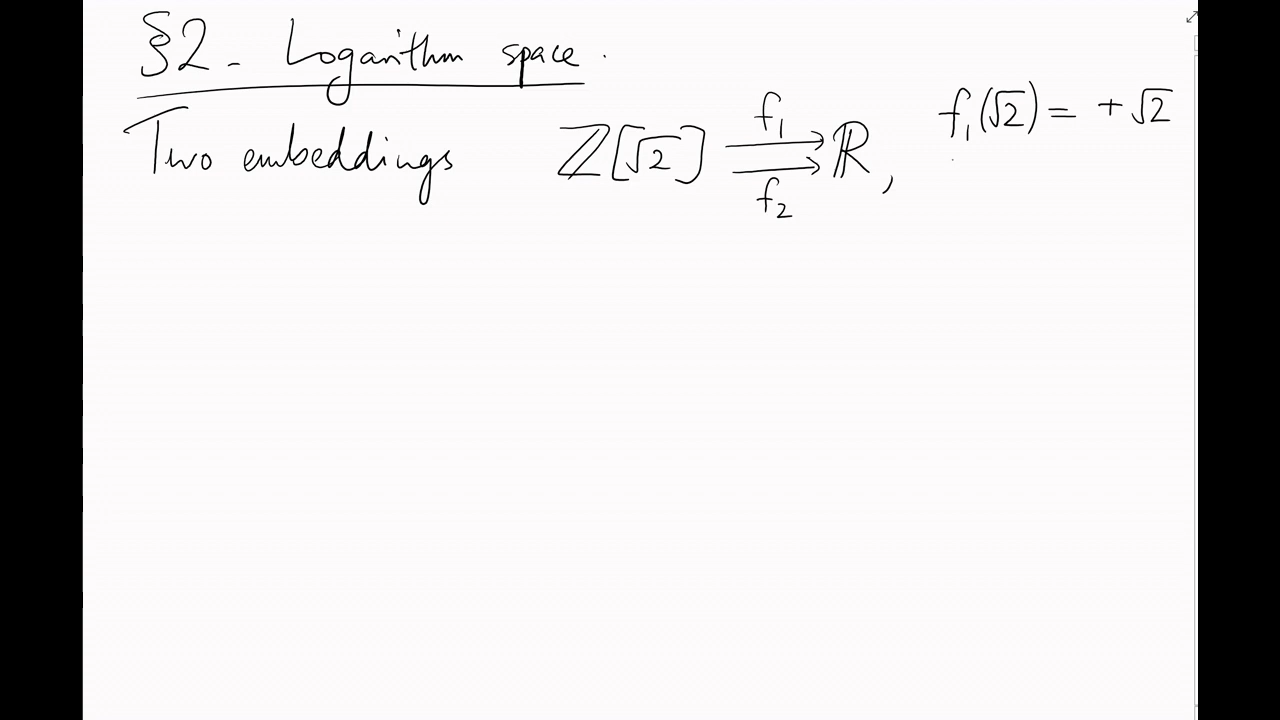 §2. Logarithm space.
Two embeddings ℤ[√2] ⇉ ℝ, f₁(√2) = +√2
f₁
f₂